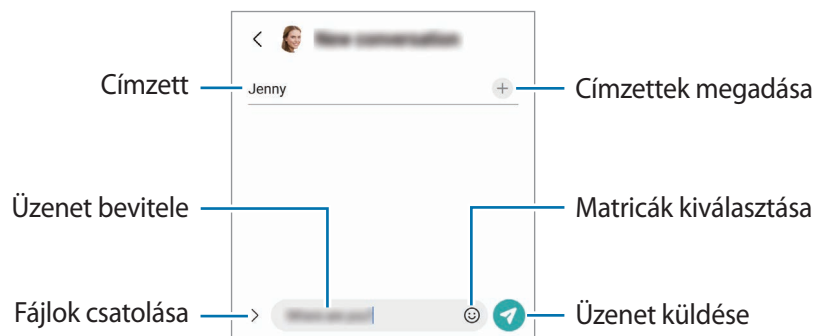 Címzett
Jenny
Címzettek megadása
Üzenet bevitele
Matricák kiválasztása
Fájlok csatolása
Üzenet küldése